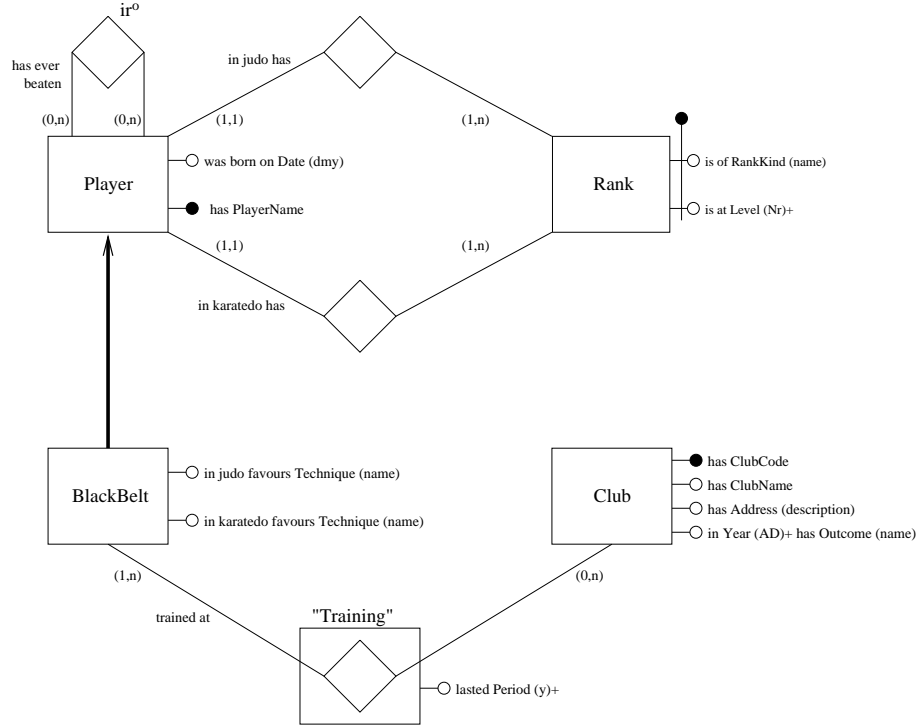 irº
has ever
beaten
in judo has
(0,n)
(0,n)
(1,1)
(1,n)
Player
was born on Date (dmy)
has PlayerName
Rank
is of RankKind (name)
is at Level (Nr)+
(1,1)
(1,n)
in karatedo has
BlackBelt
in judo favours Technique (name)
in karatedo favours Technique (name)
Club
has ClubCode
has ClubName
has Address (description)
in Year (AD)+ has Outcome (name)
(1,n)
(0,n)
trained at
"Training"
lasted Period (y)+